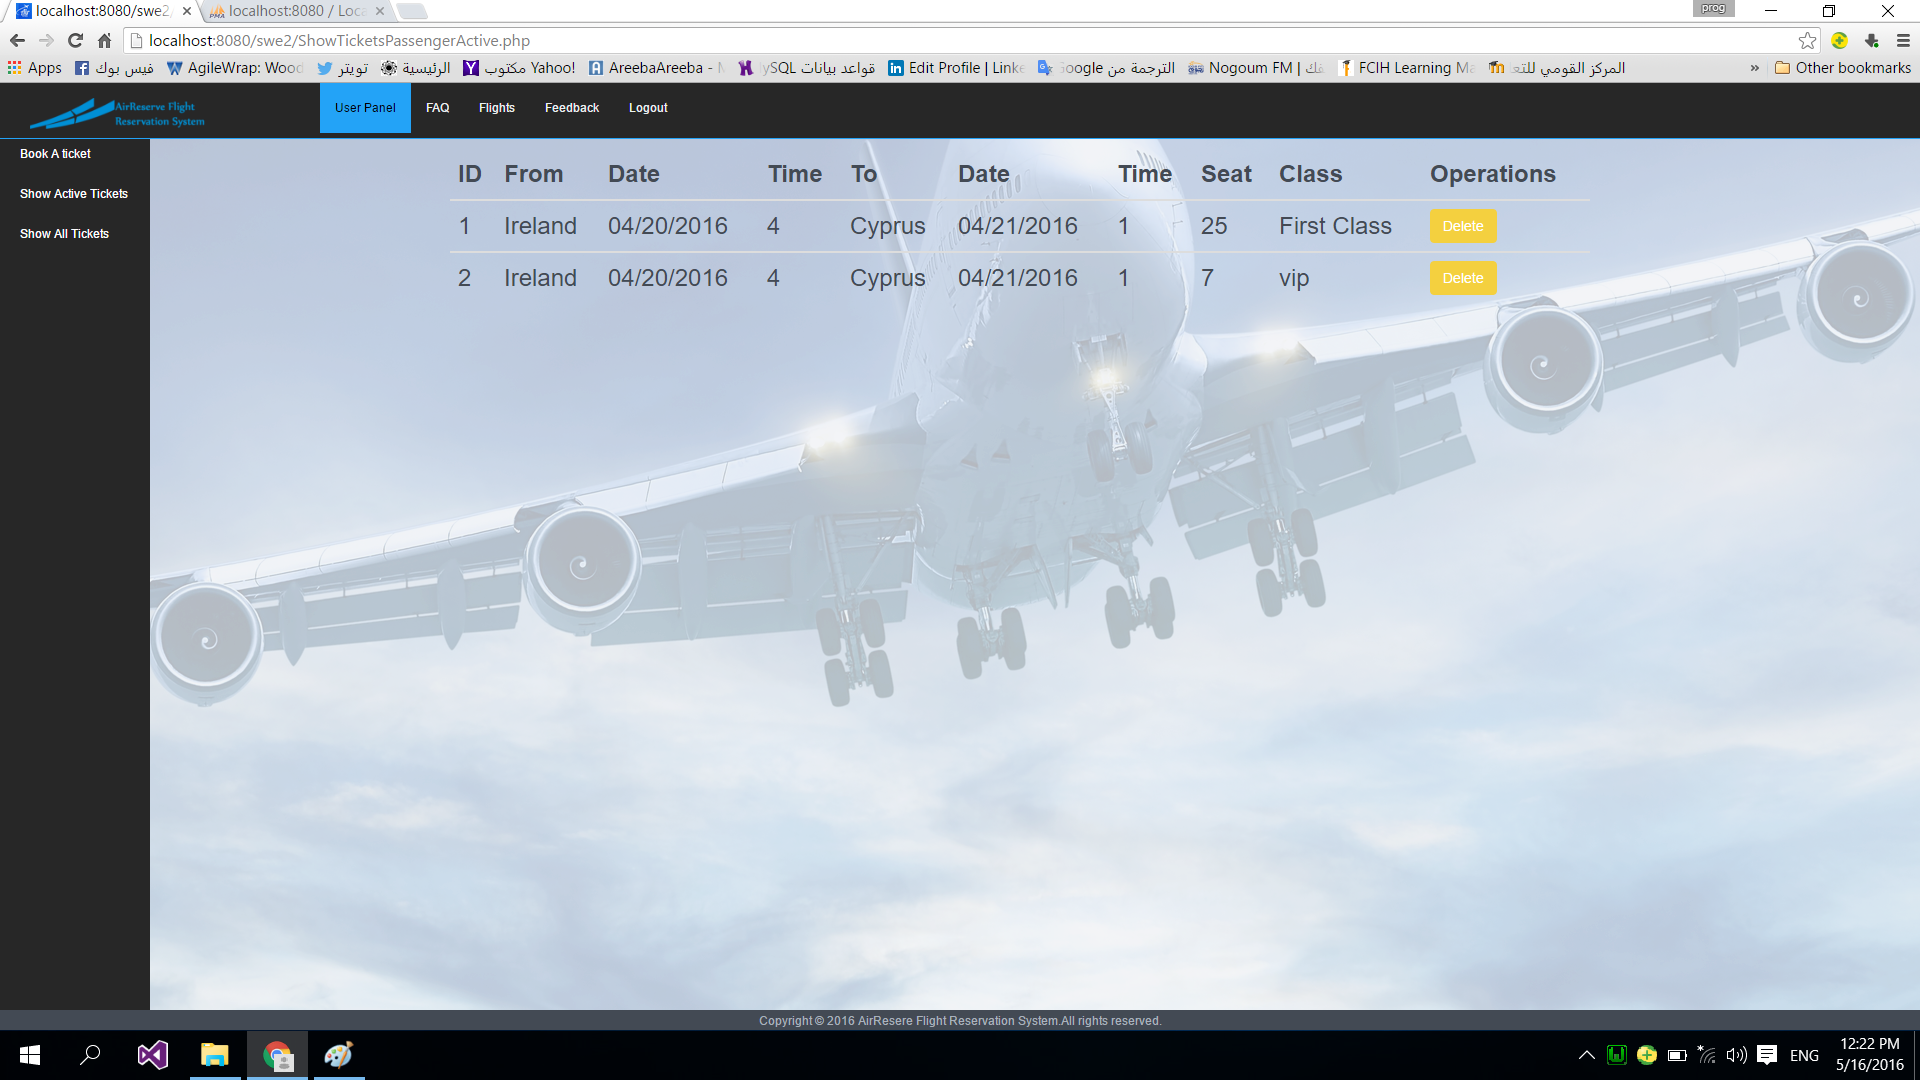 localhost:8080/swe2
localhost:8080 / Loca
prog
localhost:8080/swe2/ShowTicketsPassengerActive.php
Apps
فيس بوك
AgileWrap: Wood
تويتر
الرئيسية
مكتوب Yahoo!
AreebaAreeba -
قواعد بيانات MySQL
Edit Profile | Linke
الترجمة من Google
Nogoum FM |
FCIH Learning Ma
المركز القومي للتع
»
Other bookmarks
AirReserve Flight
Reservation System
User Panel
FAQ
Flights
Feedback
Logout
Book A ticket
Show Active Tickets
Show All Tickets
ID From Date Time To Date Time Seat Class Operations
1 Ireland 04/20/2016 4 Cyprus 04/21/2016 1 25 First Class Delete
2 Ireland 04/20/2016 4 Cyprus 04/21/2016 1 7 vip Delete
Copyright © 2016 AirResere Flight Reservation System.All rights reserved.
ENG
12:22 PM
5/16/2016